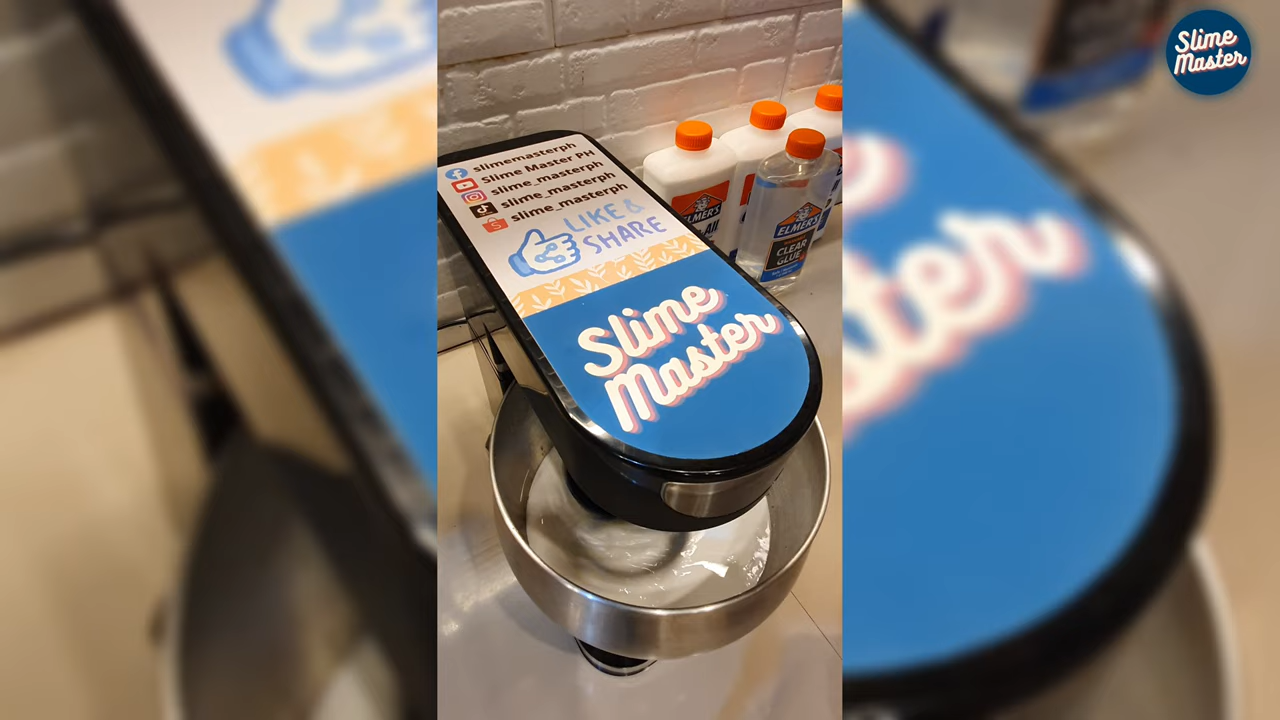 slimemasterph
Slime Master PH
slime_masterph
slime_masterph
slime_masterph
LIKE &
SHARE
Slime
Master
ELMER'S
ELMER'S
CLEAR
GLUE
Slime
Master